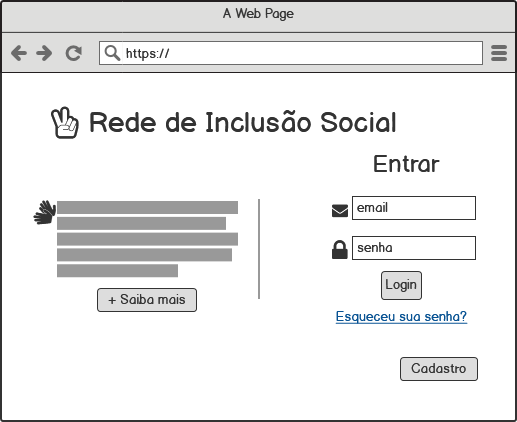 A Web Page
https://
Rede de Inclusão Social
Entrar
email
senha
+ Saiba mais
Login
Esqueceu sua senha?
Cadastro